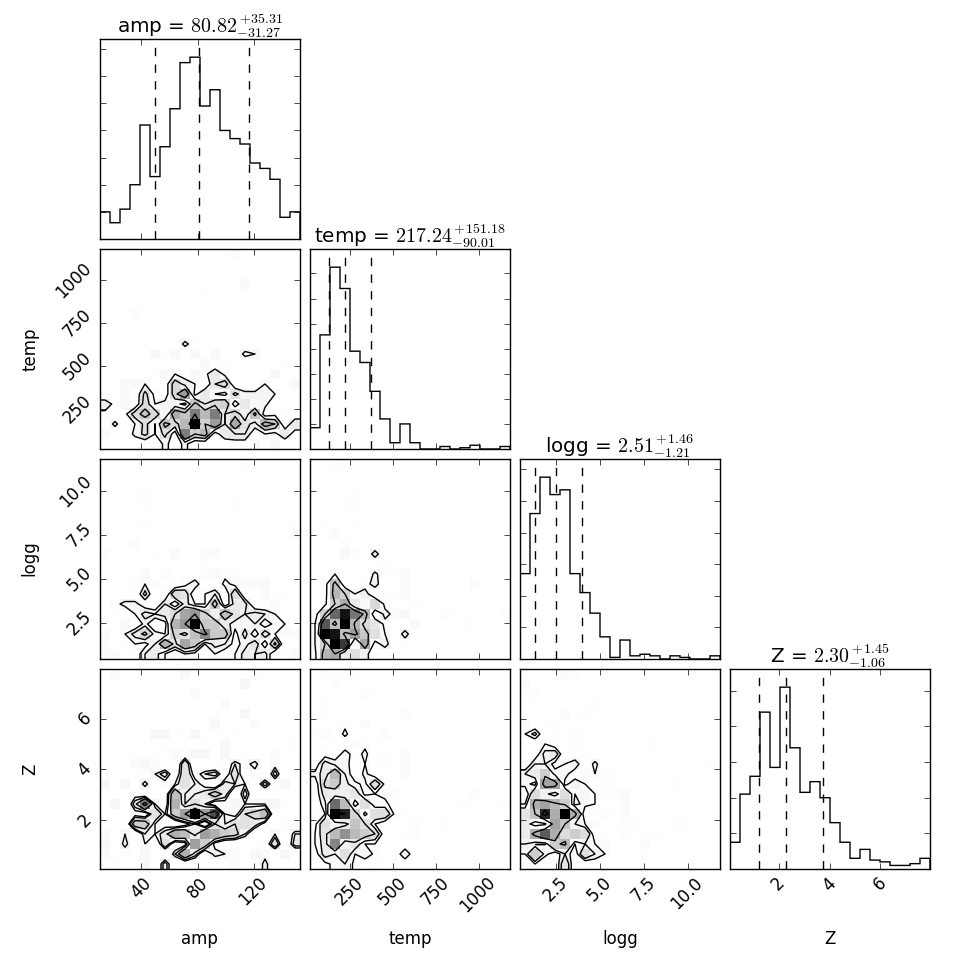 amp = 80.82+35.31−31.27
temp = 217.24+151.18−90.01
1000
750
500
250
temp
logg = 2.51+1.46−1.21
10.0
7.5
5.0
2.5
logg
Z = 2.30+1.45−1.06
6
4
2
Z
40 80 120 250 500 750 1000 2.5 5.0 7.5 10.0 2 4 6
amp temp logg Z